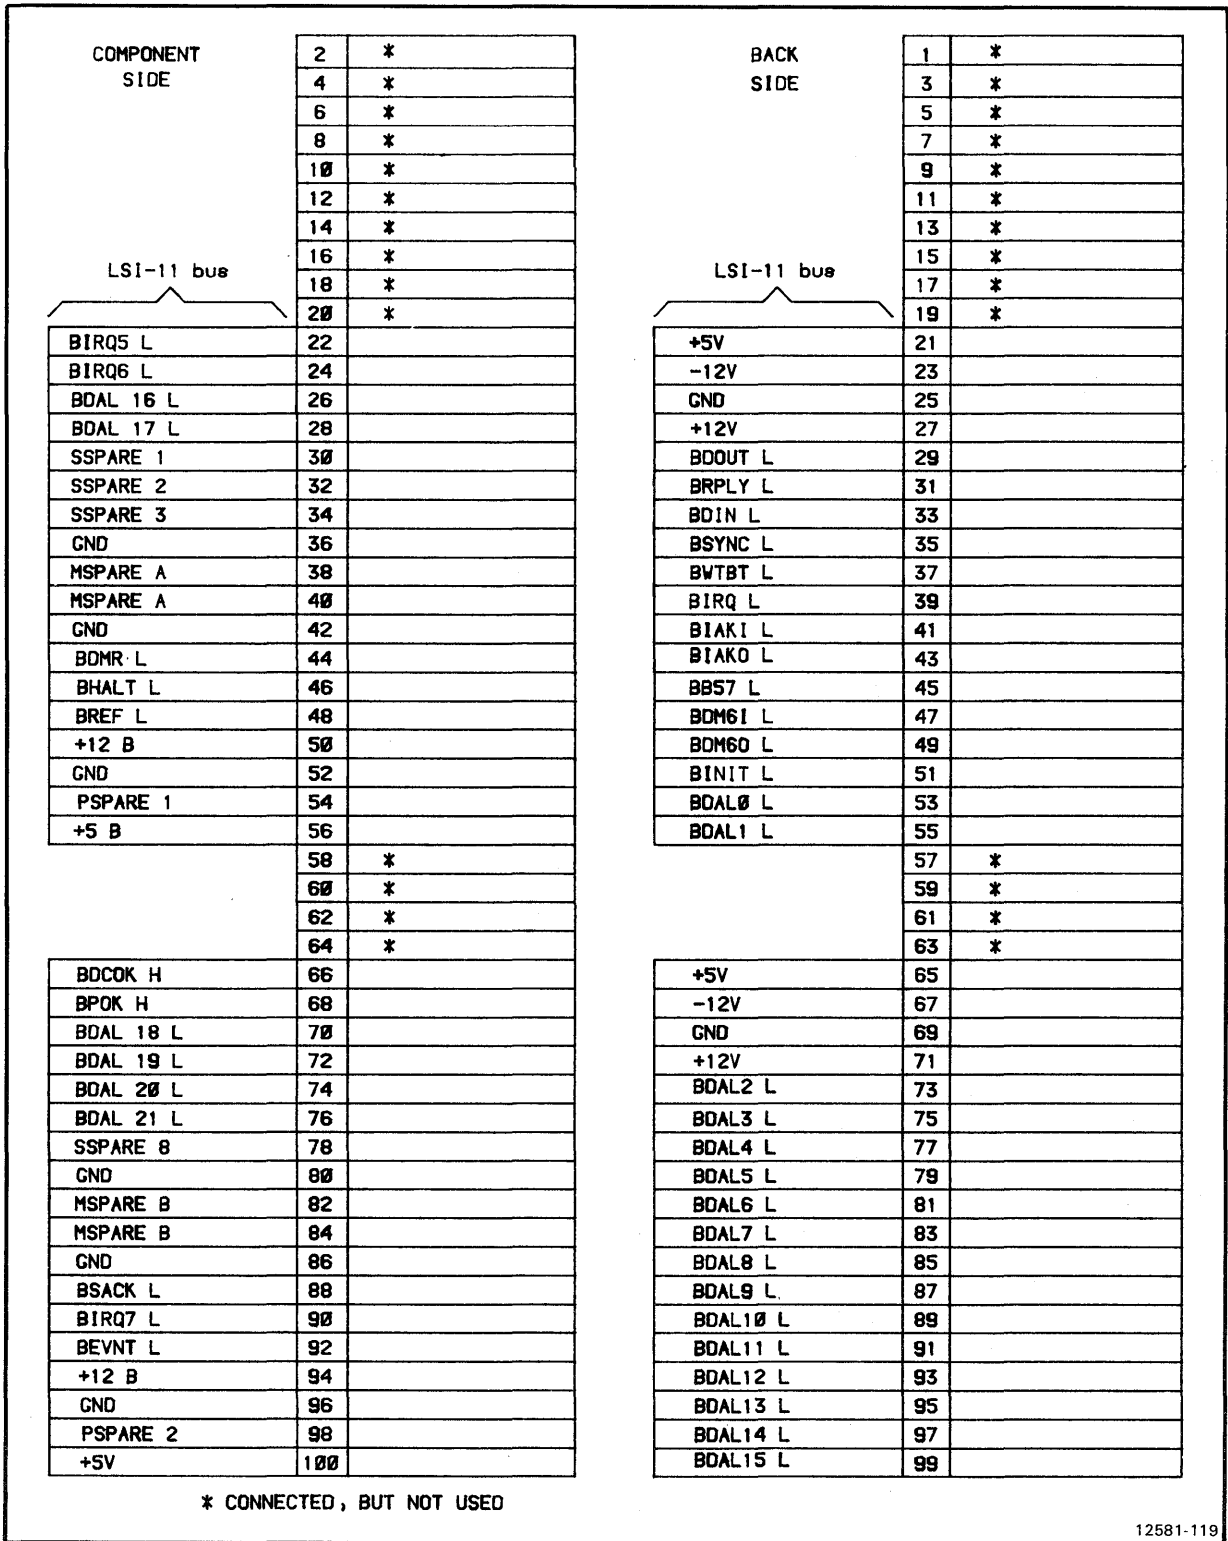 COMPONENT 2 * BACK 1 *
SIDE 4 * SIDE 3 *
6 * 5 *
8 * 7 *
10 * 9 *
12 * 11 *
14 * 13 *
16 * 15 *
LSI-11 bus LSI-11 bus
18 * 17 *
20 * 19 *
BIRQ5 L 22 +5V 21
BIRQ6 L 24 -12V 23
BDAL 16 L 26 GND 25
BDAL 17 L 28 +12V 27
SSPARE 1 30 BDOUT L 29
SSPARE 2 32 BRPLY L 31
SSPARE 3 34 BDIN L 33
GND 36 BSYNC L 35
MSPARE A 38 BWTBT L 37
MSPARE A 40 BIRQ L 39
GND 42 BIAKI L 41
BDMR L 44 BIAKO L 43
BHALT L 46 BBS7 L 45
BREF L 48 BDM6I L 47
+12 B 50 BDM6O L 49
GND 52 BINIT L 51
PSPARE 1 54 BDAL0 L 53
+5 B 56 BDAL1 L 55
58 * 57 *
60 * 59 *
62 * 61 *
64 * 63 *
BDCOK H 66 +5V 65
BPOK H 68 -12V 67
BDAL 18 L 70 GND 69
BDAL 19 L 72 +12V 71
BDAL 20 L 74 BDAL2 L 73
BDAL 21 L 76 BDAL3 L 75
SSPARE 8 78 BDAL4 L 77
GND 80 BDAL5 L 79
MSPARE B 82 BDAL6 L 81
MSPARE B 84 BDAL7 L 83
GND 86 BDAL8 L 85
BSACK L 88 BDAL9 L 87
BIRQ7 L 90 BDAL10 L 89
BEVNT L 92 BDAL11 L 91
+12 B 94 BDAL12 L 93
GND 96 BDAL13 L 95
PSPARE 2 98 BDAL14 L 97
+5V 100 BDAL15 L 99
* CONNECTED, BUT NOT USED
12581-119